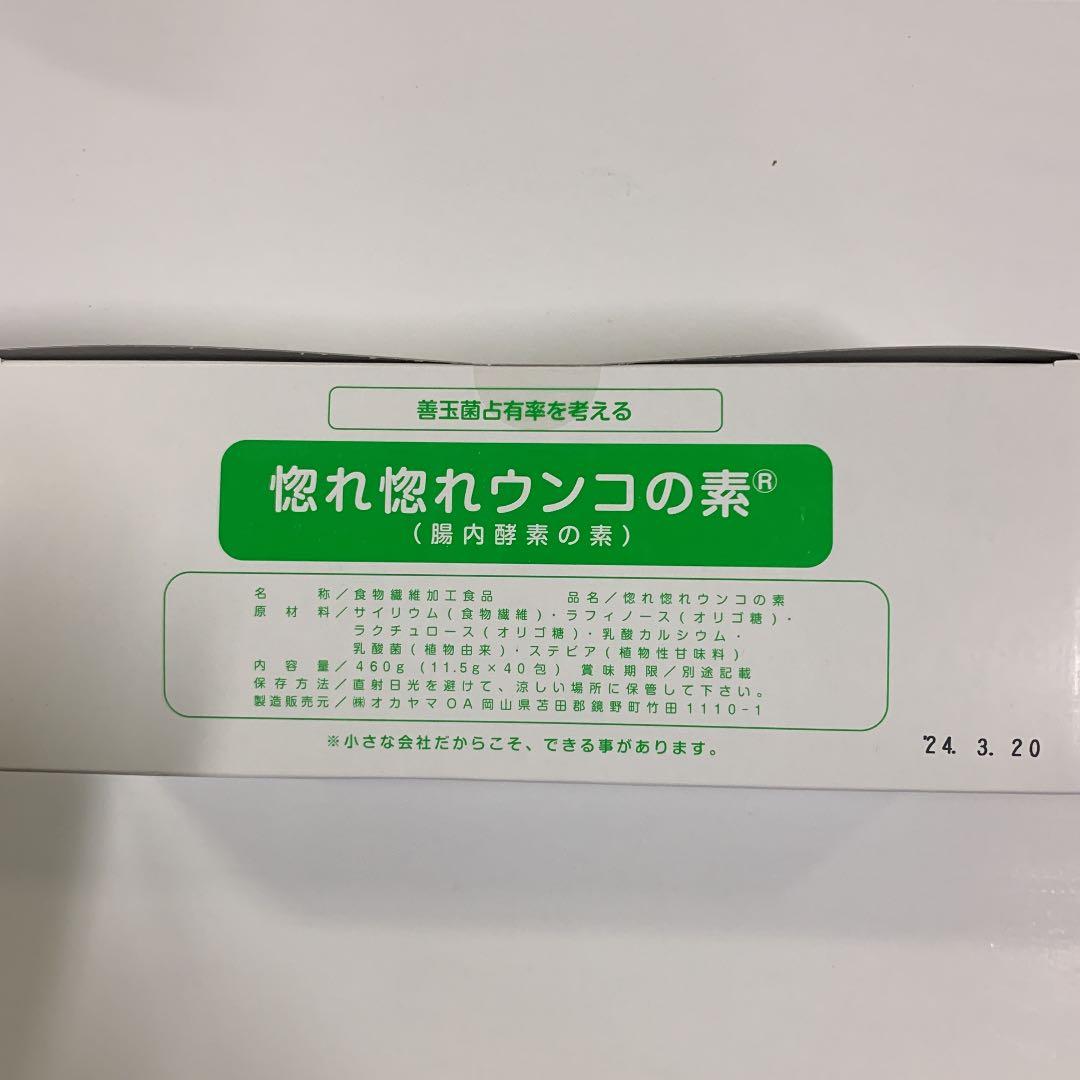 善玉菌占有率を考える
惚れ惚れウンコの素®
(腸内酵素の素)
名称/食物繊維加工食品 品名/惚れ惚れウンコの素
原材料/サイリウム(食物繊維)・ラフィノース(オリゴ糖)・
ラクチュロース(オリゴ糖)・乳酸カルシウム・
乳酸菌(植物由来)・ステビア(植物性甘味料)
内容量/460g(11.5g×40包) 賞味期限/別途記載
保存方法/直射日光を避けて、涼しい場所に保管して下さい。
製造販売元/㈱オカヤマOA岡山県苫田郡鏡野町竹田1110-1
※小さな会社だからこそ、できる事があります。
'24. 3. 20